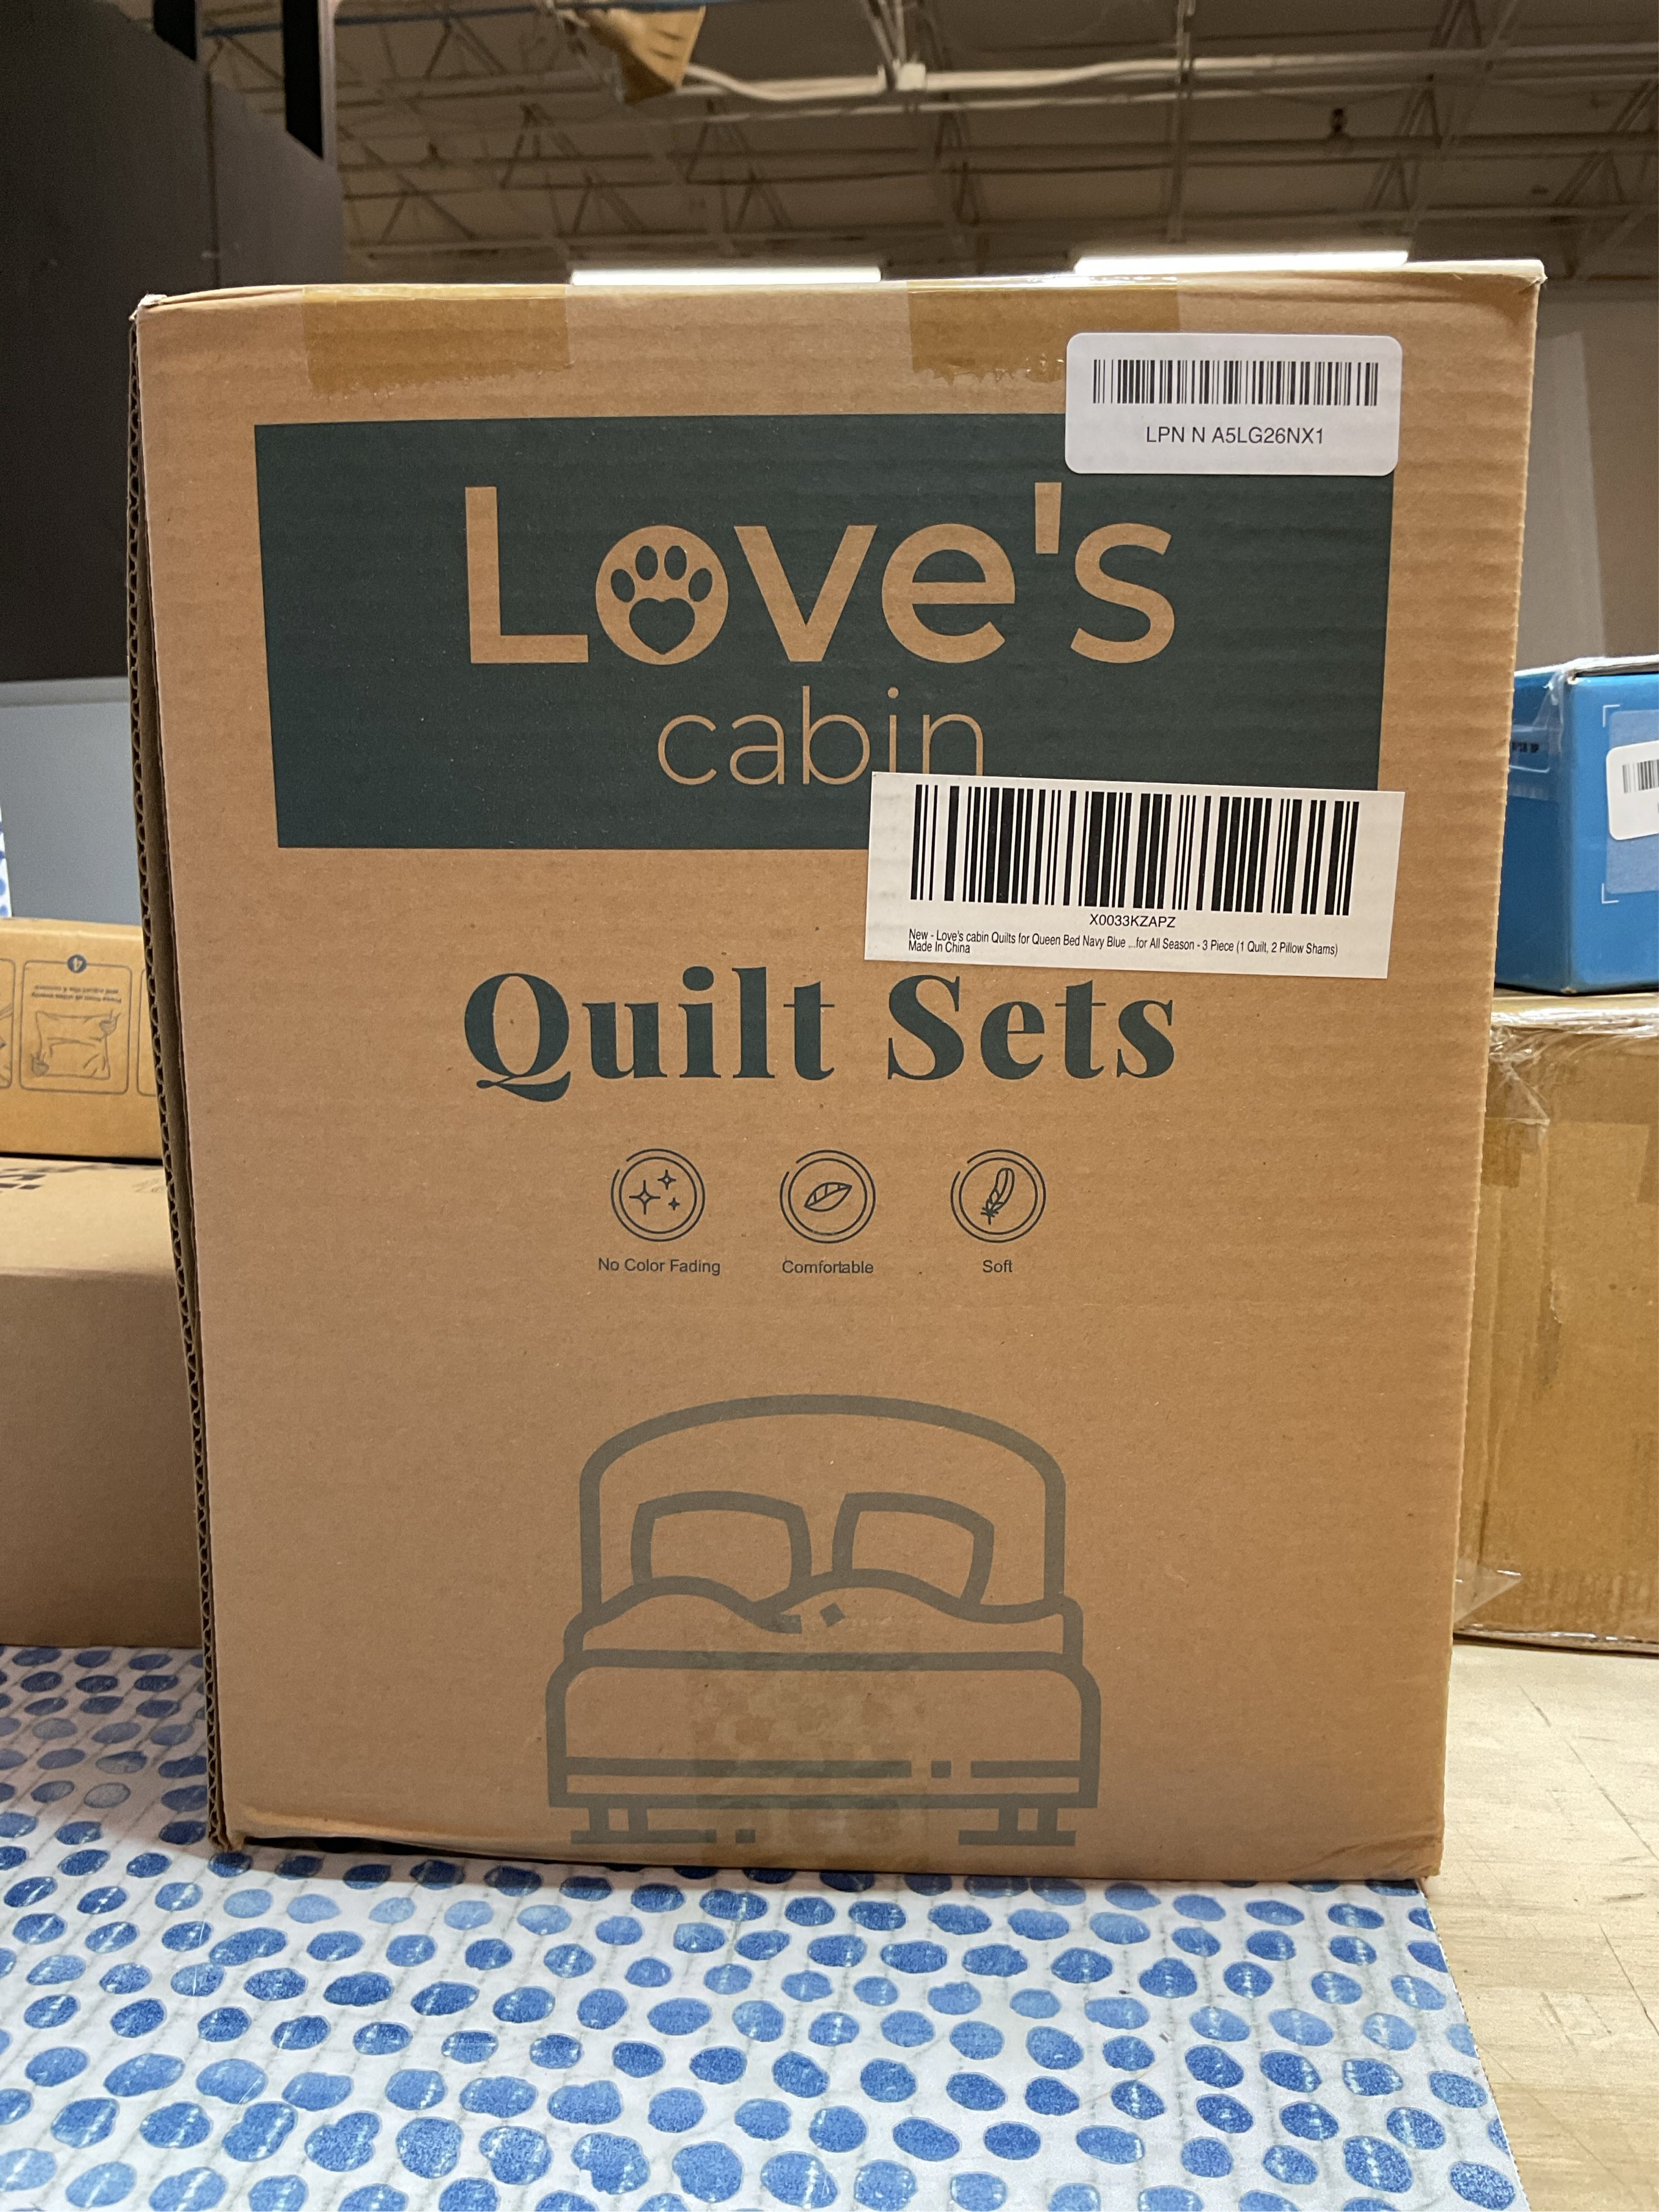 LPN N A5LG26NX1
Love's
cabin
X0033KZAPZ
New - Love's cabin Quilts for Queen Bed Navy Blue ...for All Season - 3 Piece (1 Quilt, 2 Pillow Shams)
Made In China
Quilt Sets
No Color Fading
Comfortable
Soft
4